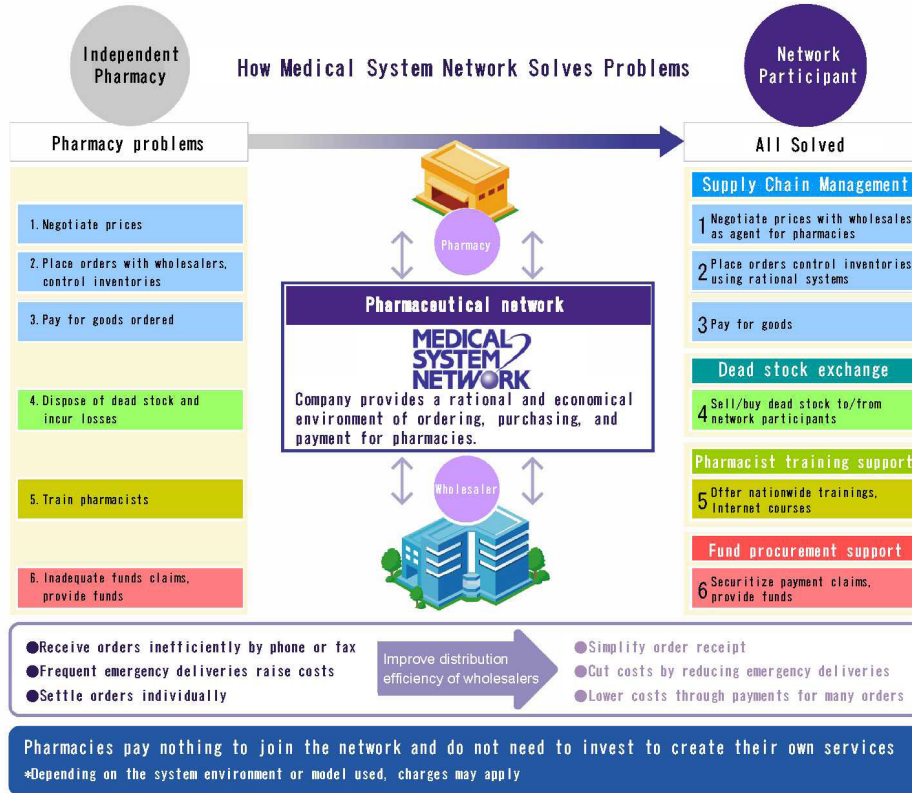 Independent
Pharmacy
How Medical System Network Solves Problems
Network
Participant
Pharmacy problems
All Solved
1. Negotiate prices
2. Place orders with wholesalers,
control inventories
3. Pay for goods ordered
4. Dispose of dead stock and
incur losses
5. Train pharmacists
6. Inadequate funds claims,
provide funds
Pharmacy
Pharmaceutical network
MEDICAL
SYSTEM
NETWORK
Company provides a rational and economical
environment of ordering, purchasing, and
payment for pharmacies.
Wholesaler
Supply Chain Management
1 Negotiate prices with wholesales
as agent for pharmacies
2 Place orders control inventories
using rational systems
3 Pay for goods
Dead stock exchange
4 Sell/buy dead stock to/from
network participants
Pharmacist training support
5 Offer nationwide trainings,
Internet courses
Fund procurement support
6 Securitize payment claims,
provide funds
●Receive orders inefficiently by phone or fax
●Frequent emergency deliveries raise costs
●Settle orders individually
Improve distribution
efficiency of wholesalers
●Simplify order receipt
●Cut costs by reducing emergency deliveries
●Lower costs through payments for many orders
Pharmacies pay nothing to join the network and do not need to invest to create their own services
*Depending on the system environment or model used, charges may apply